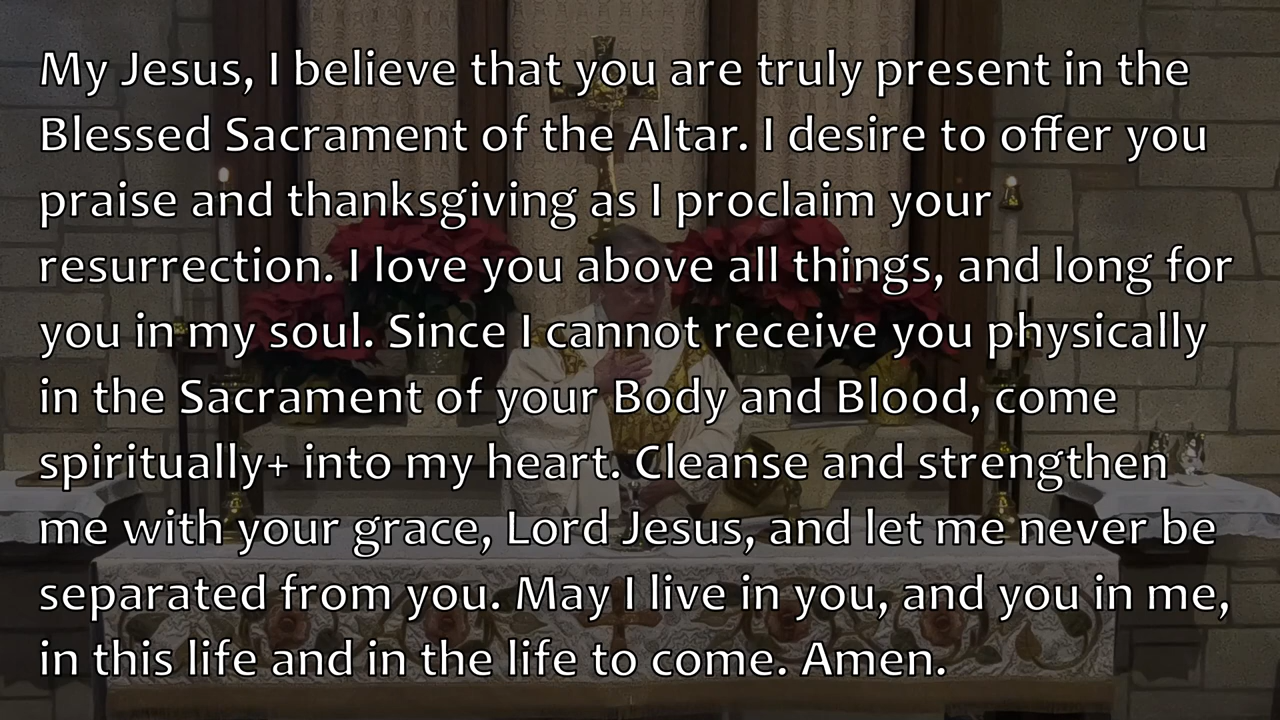 My Jesus, I believe that you are truly present in the
Blessed Sacrament of the Altar. I desire to offer you
praise and thanksgiving as I proclaim your
resurrection. I love you above all things, and long for
you in my soul. Since I cannot receive you physically
in the Sacrament of your Body and Blood, come
spiritually+ into my heart. Cleanse and strengthen
me with your grace, Lord Jesus, and let me never be
separated from you. May I live in you, and you in me,
in this life and in the life to come. Amen.